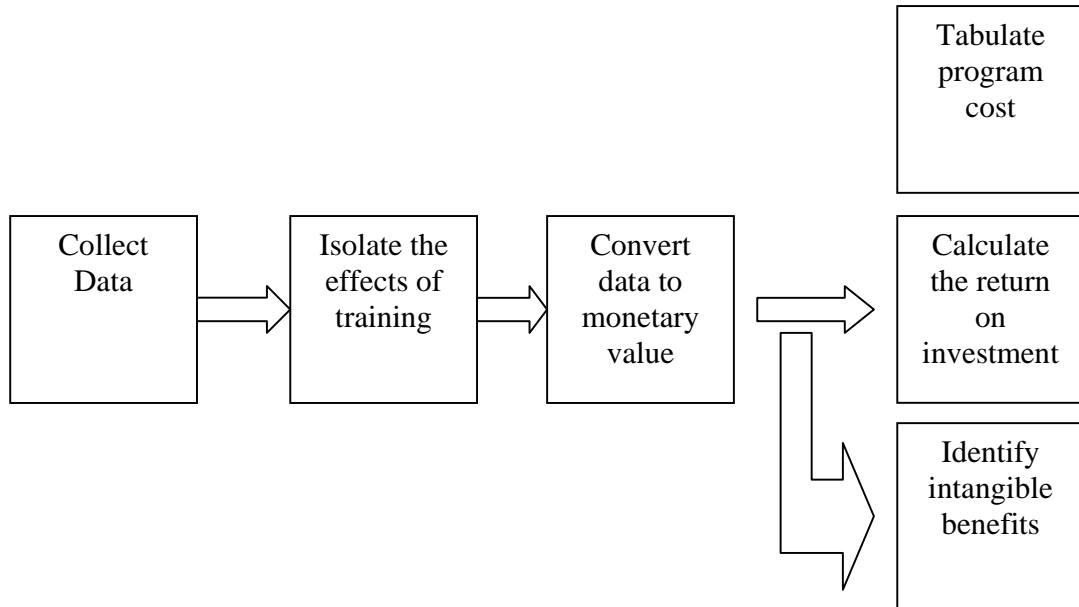 Tabulate
program
cost
Collect
Data
Isolate the
effects of
training
Convert
data to
monetary
value
Calculate
the return
on
investment
Identify
intangible
benefits